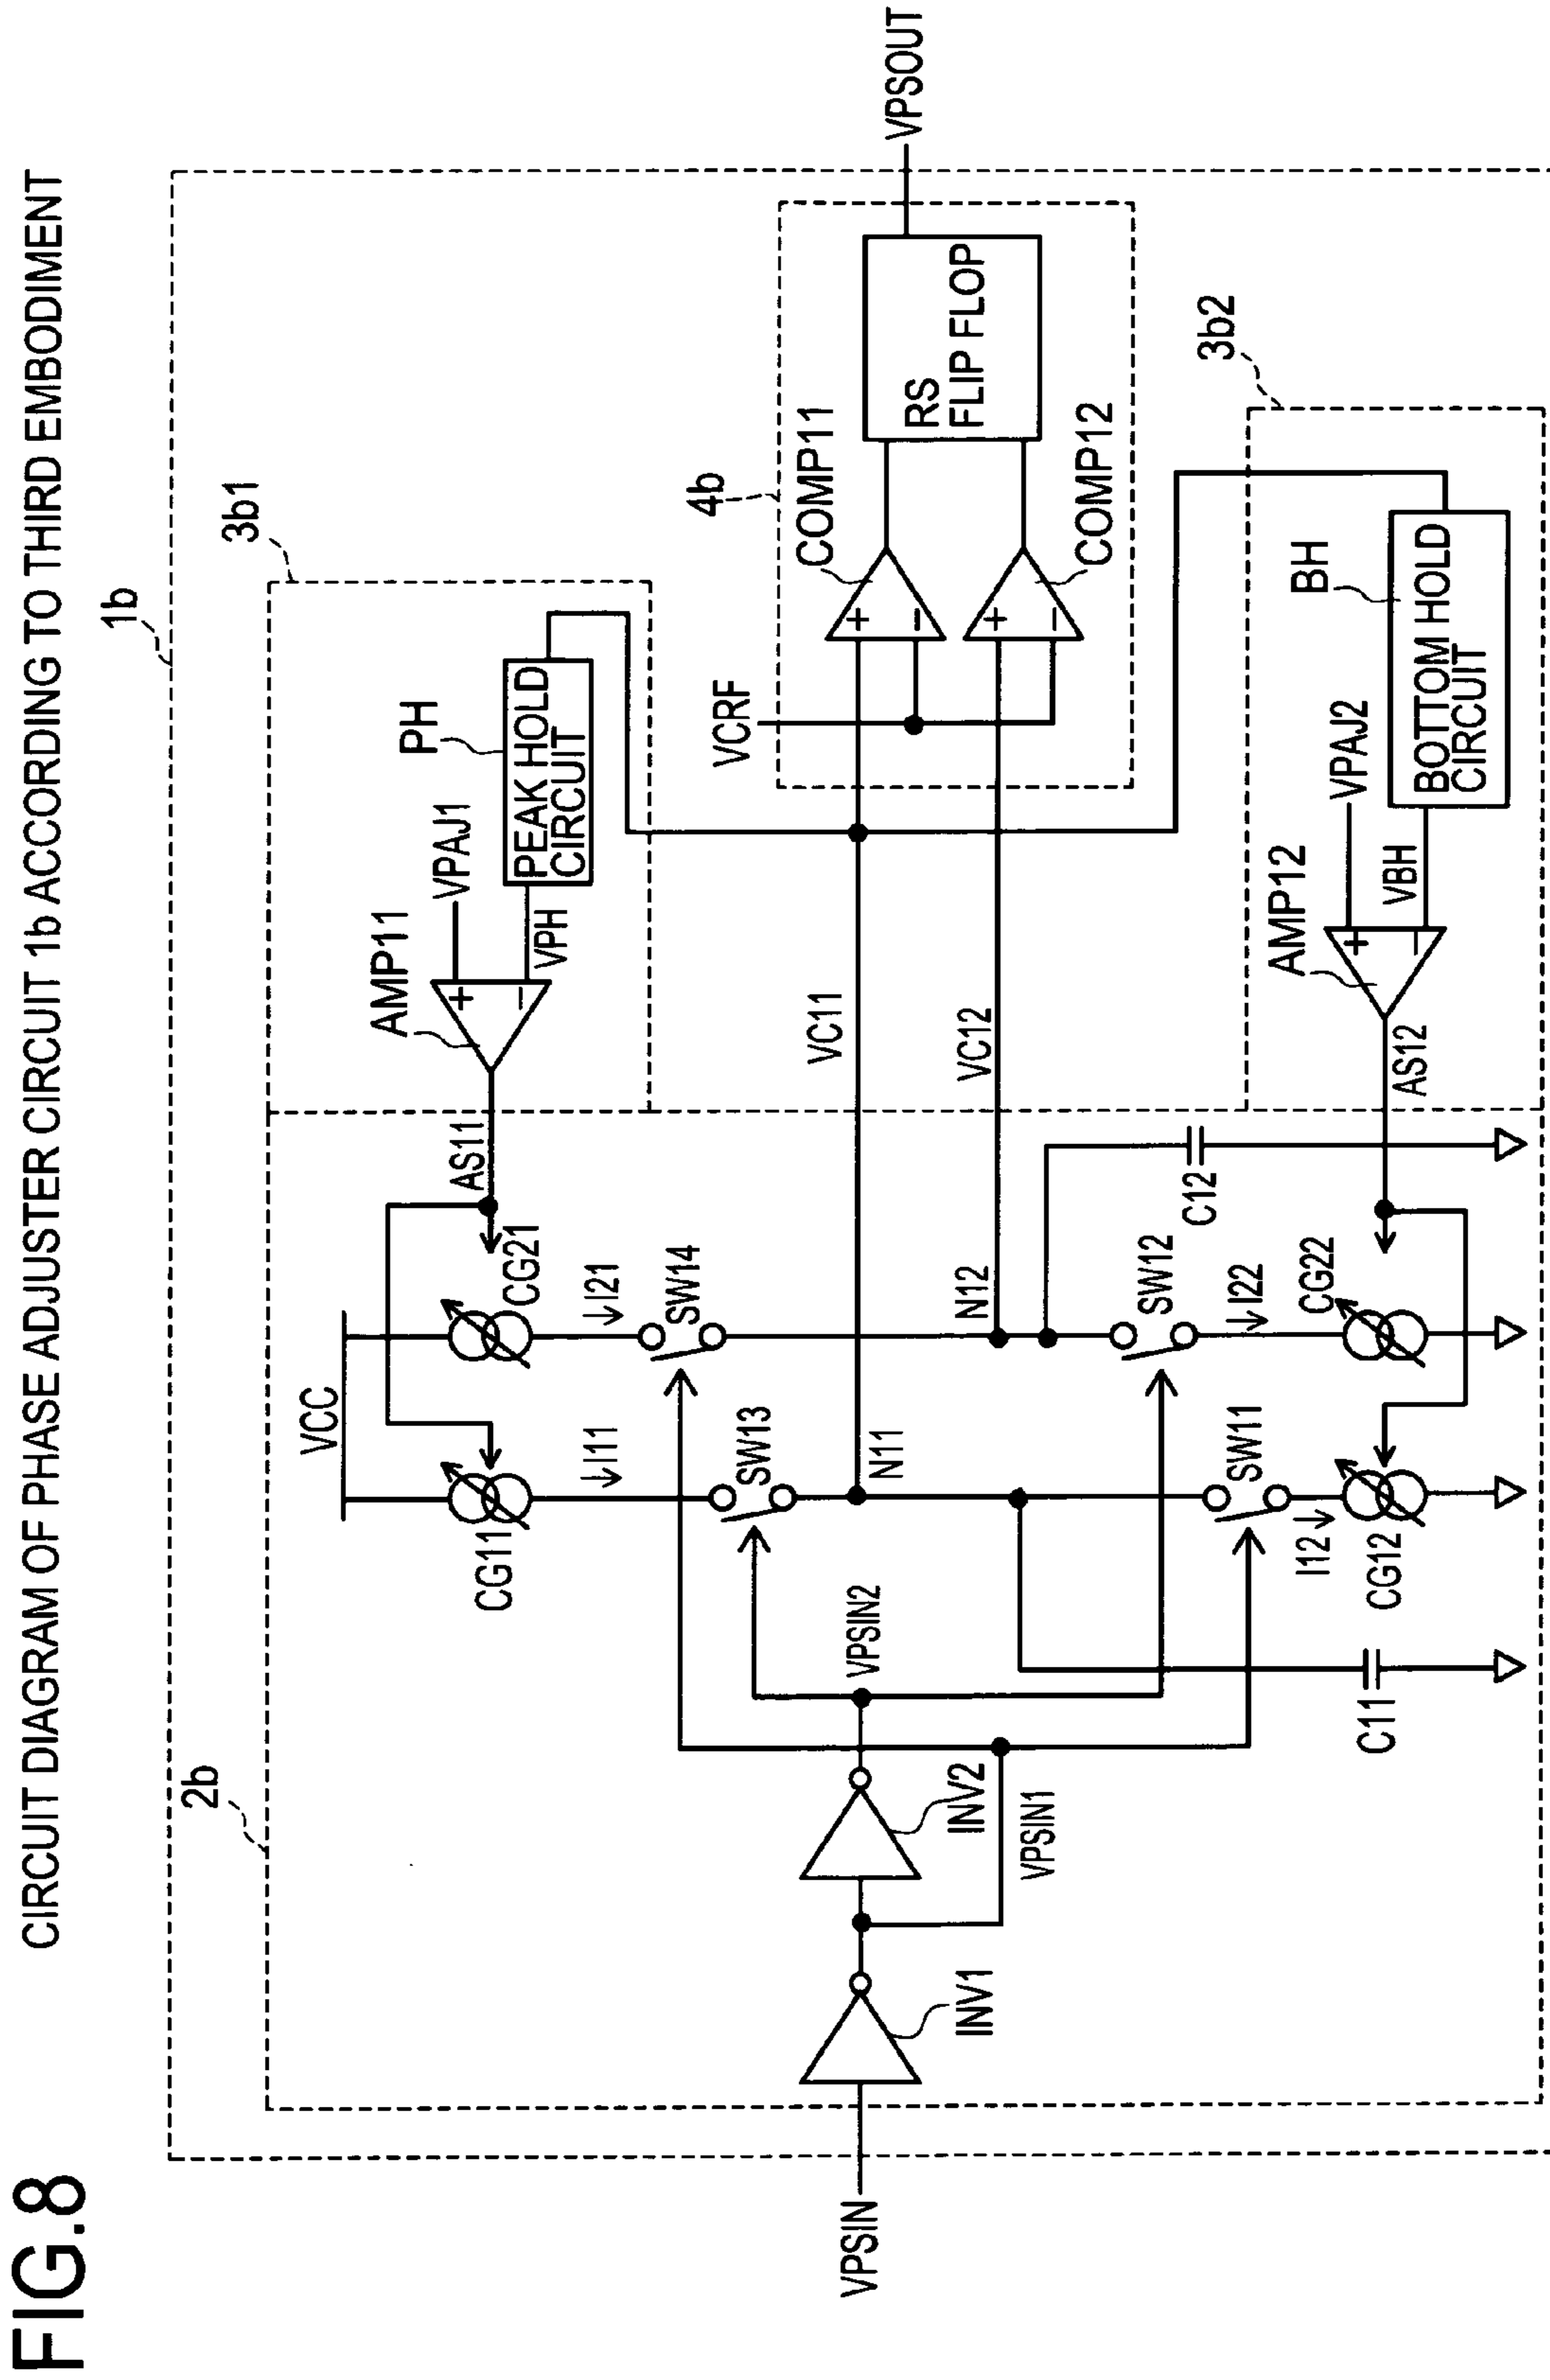 FIG.8
CIRCUIT DIAGRAM OF PHASE ADJUSTER CIRCUIT 1b ACCORDING TO THIRD EMBODIMENT
1b
2b
3b1
VCC
CG11
AS11
CG21
AMP11
VPAJ1
VPH
PH
PEAK HOLD
CIRCUIT
↓I11
↓I21
SW13
SW14
4b
VCRF
COMP11
+
−
+
−
+
−
RS
FLIP FLOP
VPSOUT
COMP12
VPSIN
INV1
INV2
VPSIN1
VPSIN2
N11
VC11
N12
VC12
SW11
SW12
I12↓
↓I22
CG12
CG22
C11
C12
3b2
AS12
AMP12
+
−
VPAJ2
VBH
BH
BOTTOM HOLD
CIRCUIT